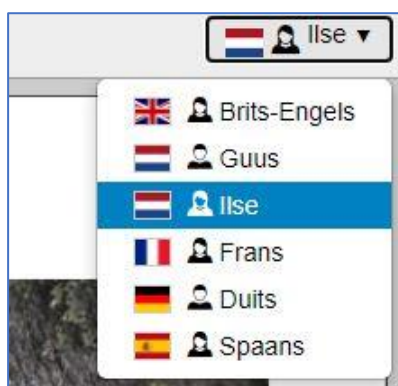 Ilse ▼
Brits-Engels
Guus
Ilse
Frans
Duits
Spaans